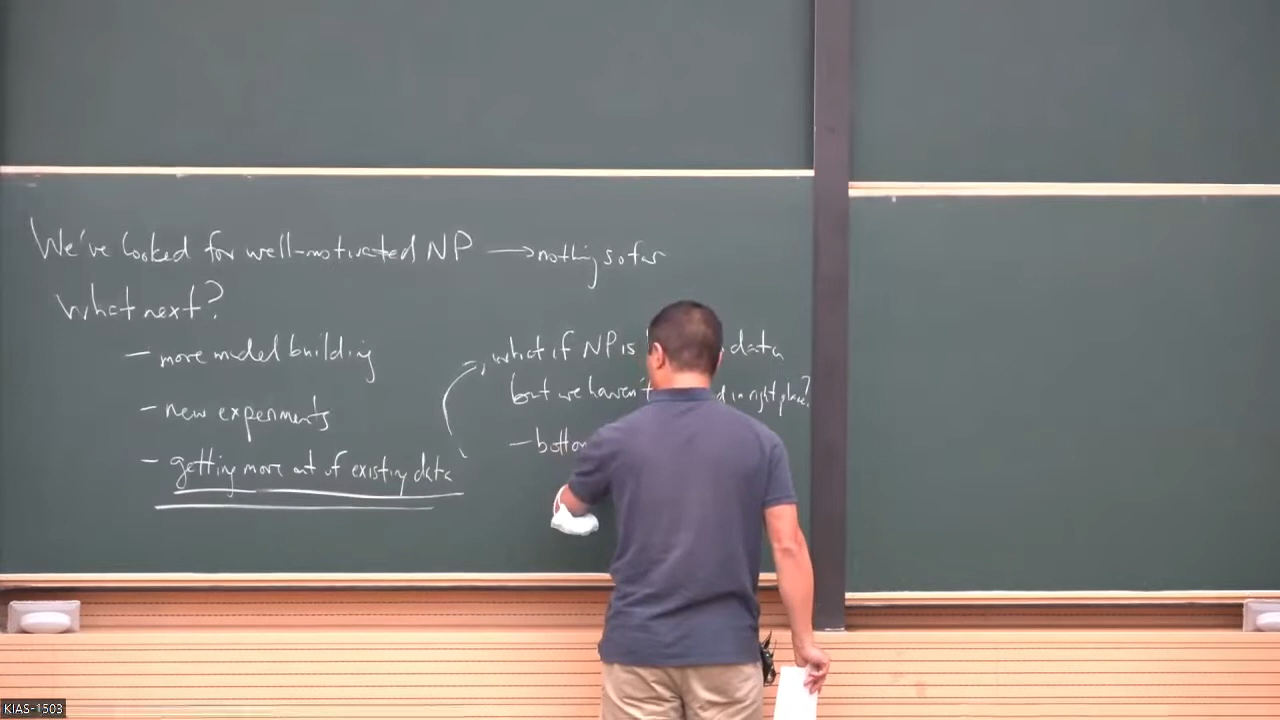 We've looked for well-motivated NP → nothing so far
What next?
- more model building
- new experiments
- getting more out of existing data
what if NP is data
but we haven't in right place?
KIAS-1503